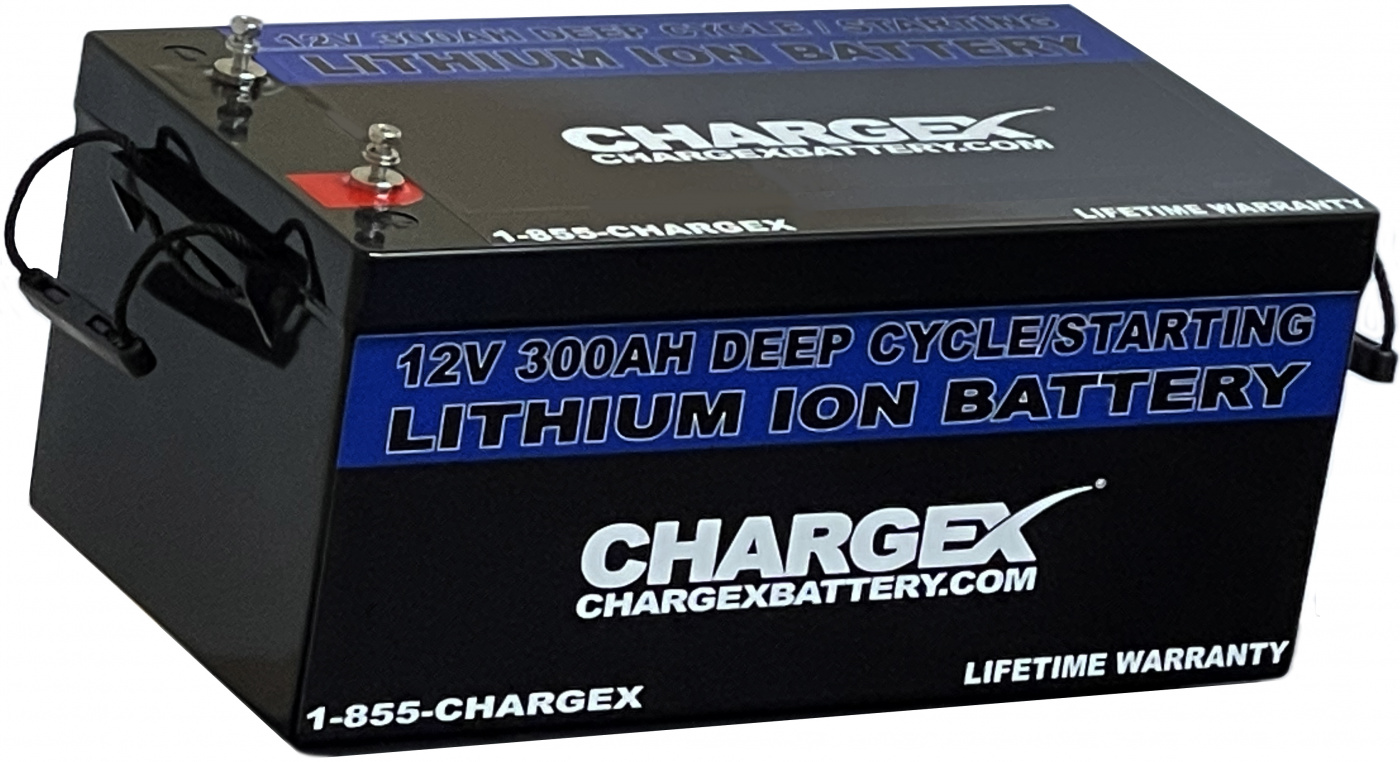 12V 300AH DEEP CYCLE / STARTING
LITHIUM ION BATTERY
CHARGEX
CHARGEXBATTERY.COM
1-855-CHARGEX
LIFETIME WARRANTY
12V 300AH DEEP CYCLE/STARTING
LITHIUM ION BATTERY
CHARGEX
CHARGEXBATTERY.COM
1-855-CHARGEX
LIFETIME WARRANTY